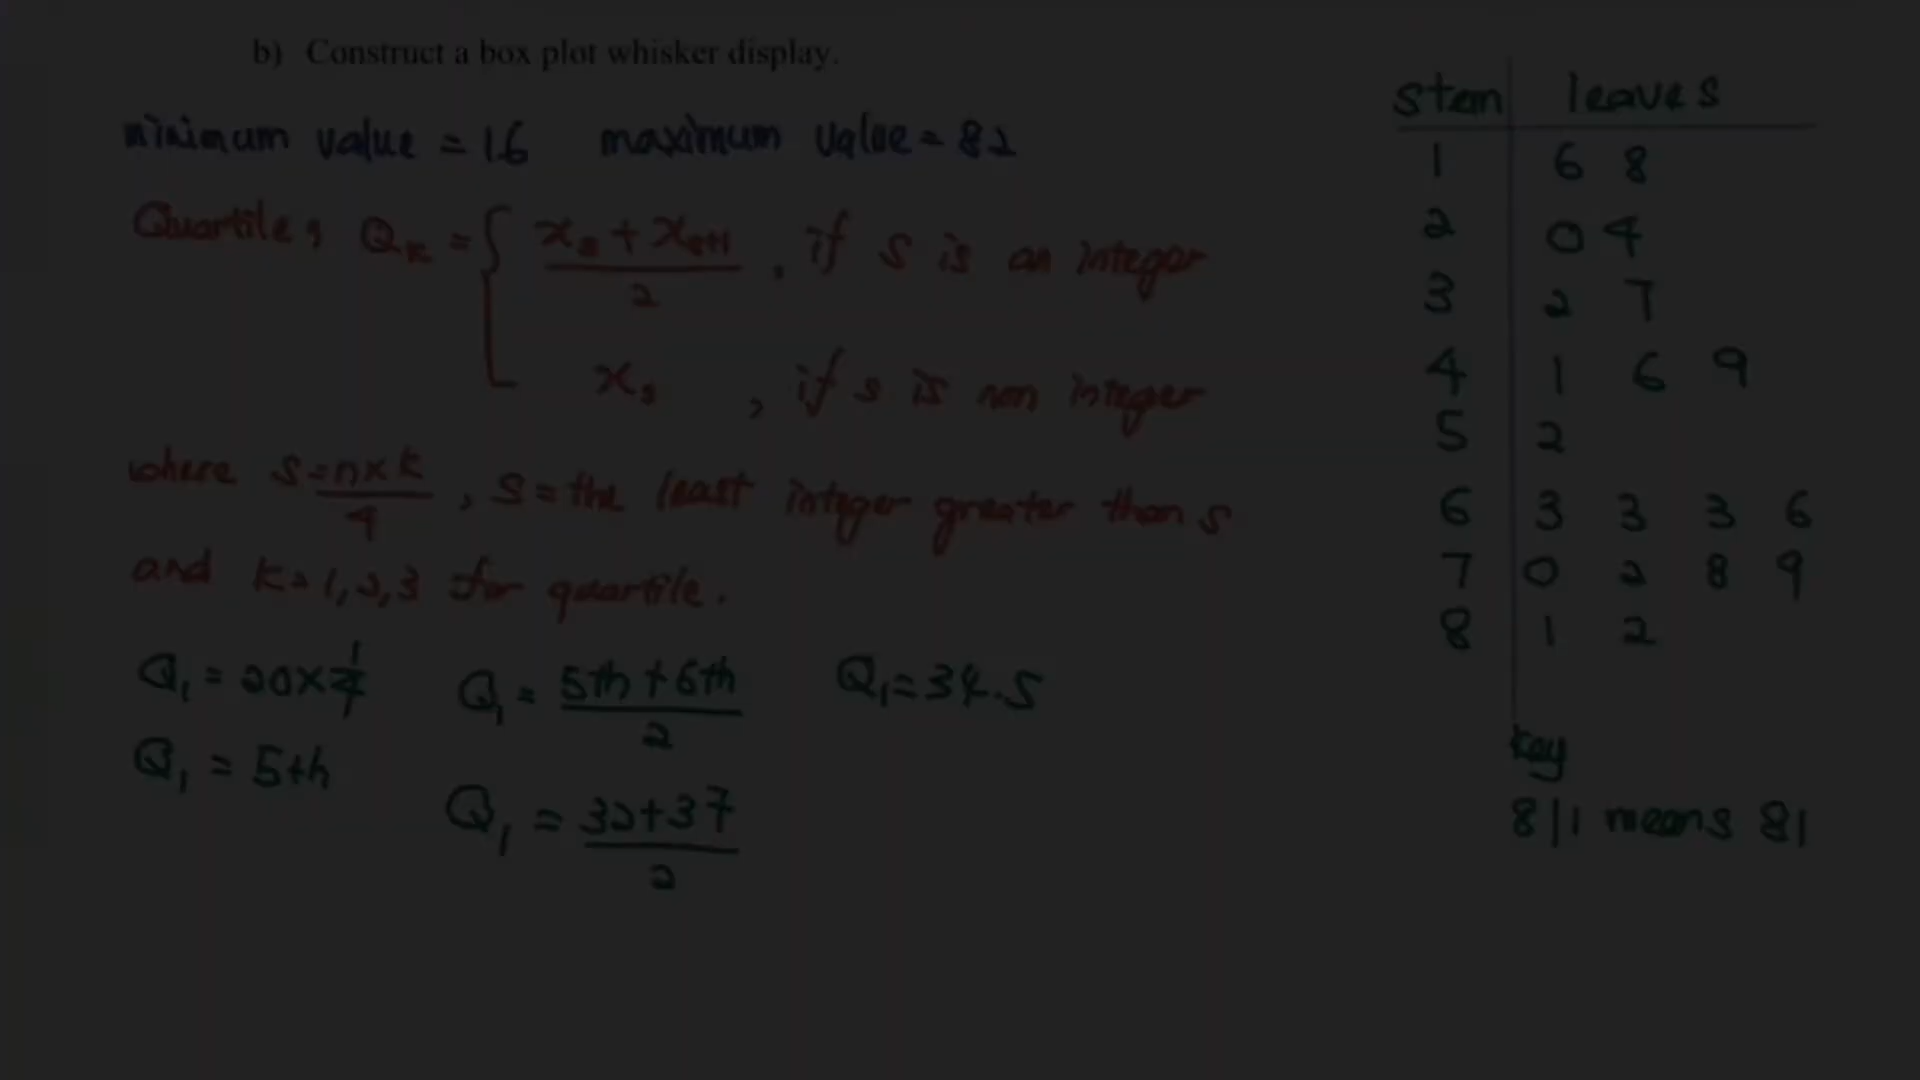 b) Construct a box plot whisker display.
minimum value = 16 maximum value = 82
Quartile, Qₖ = { (xₛ + xₛ₊₁)/2 , if s is an integer
xₛ , if s is non integer
where s = n×k/4 , s = the least integer greater than s
and k = 1,2,3 for quartile.
Q₁ = 20 × 1/4
Q₁ = 5th
Q₁ = (5th + 6th)/2
Q₁ = (32+37)/2
Q₁ = 34.5
stem | leaves
1 | 6 8
2 | 0 4
3 | 2 7
4 | 1 6 9
5 | 2
6 | 3 3 3 6
7 | 0 2 8 9
8 | 1 2
key
8|1 means 81